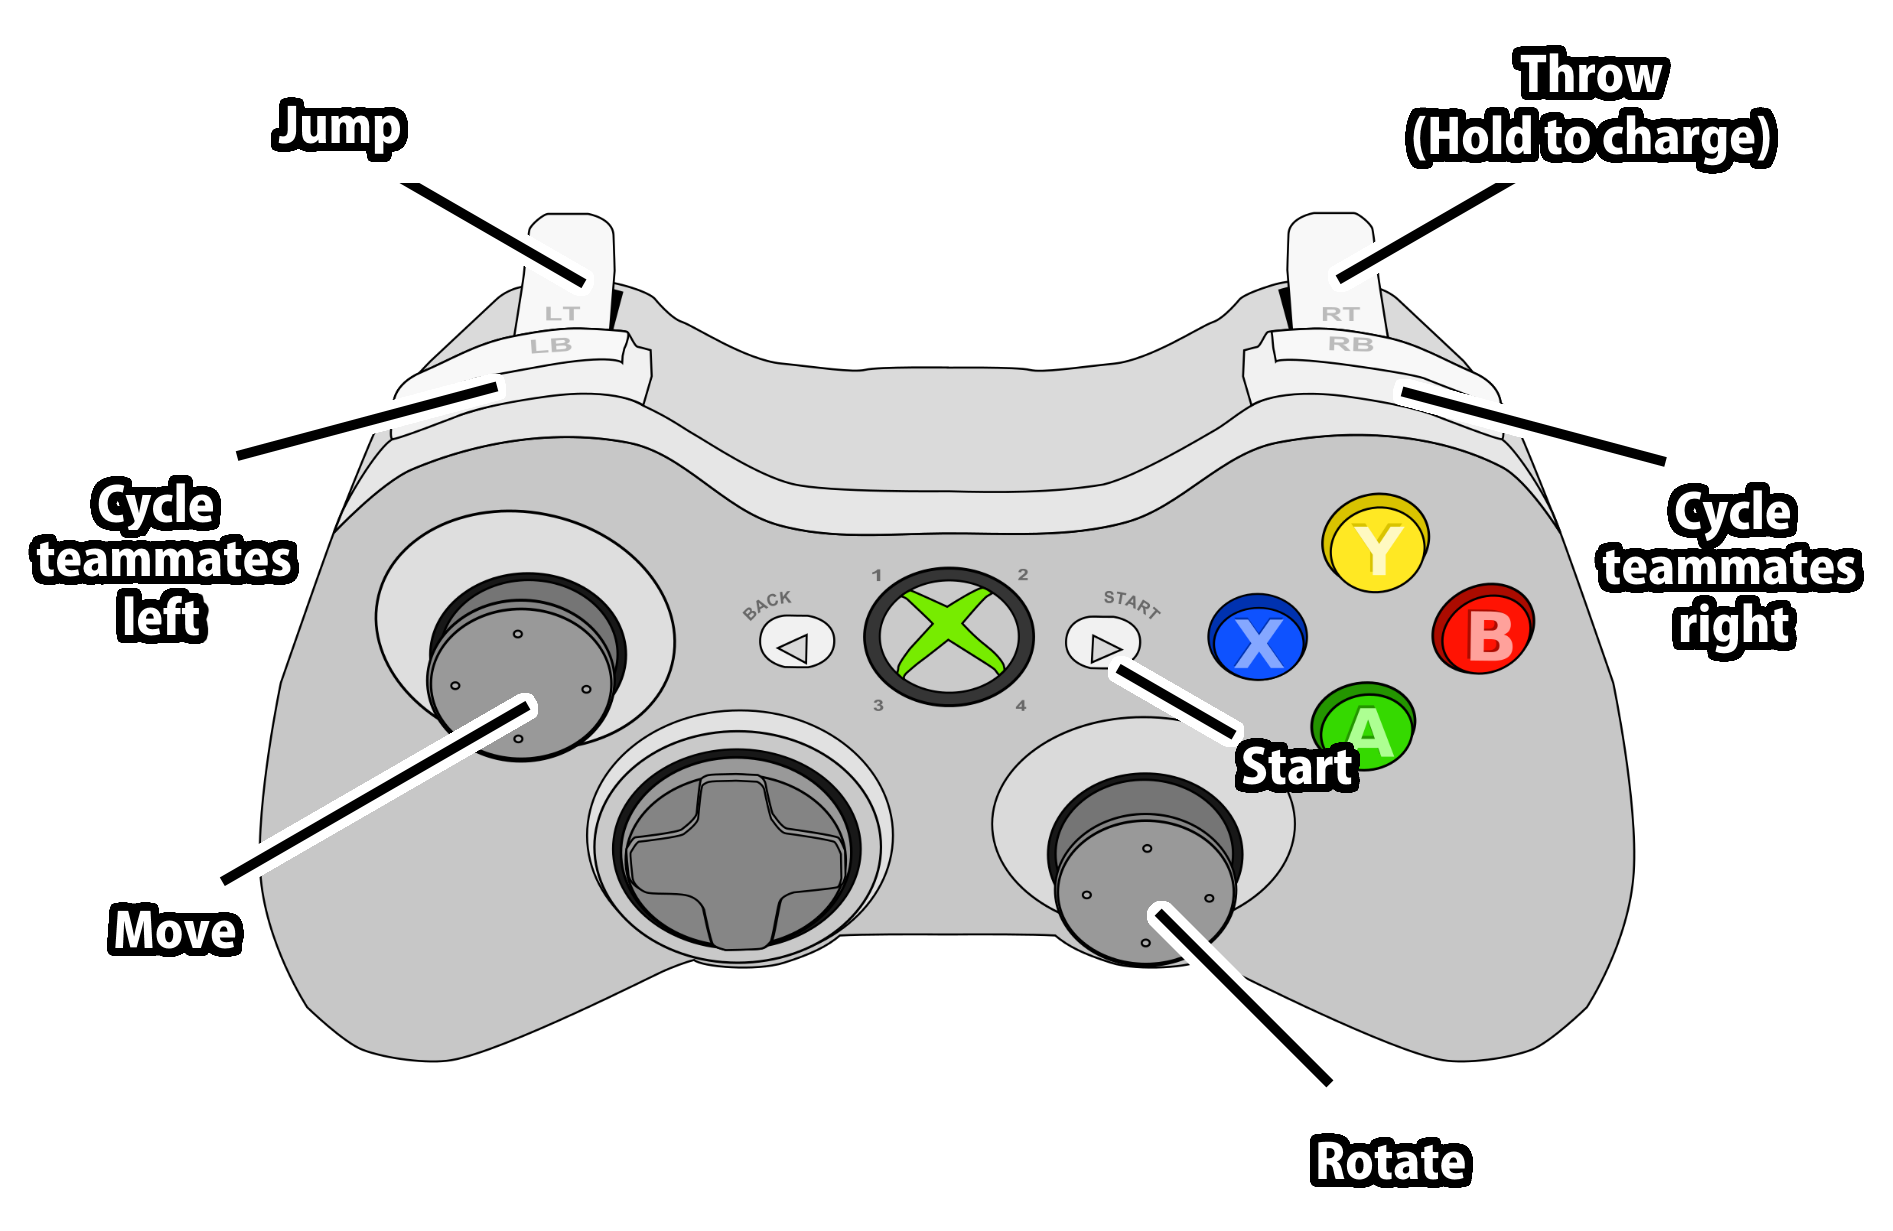 Throw
(Hold to charge)
Jump
LT
RT
LB
RB
Cycle
teammates
left
Cycle
teammates
right
Y
1
2
BACK
START
X
B
3
4
A
Start
Move
Rotate